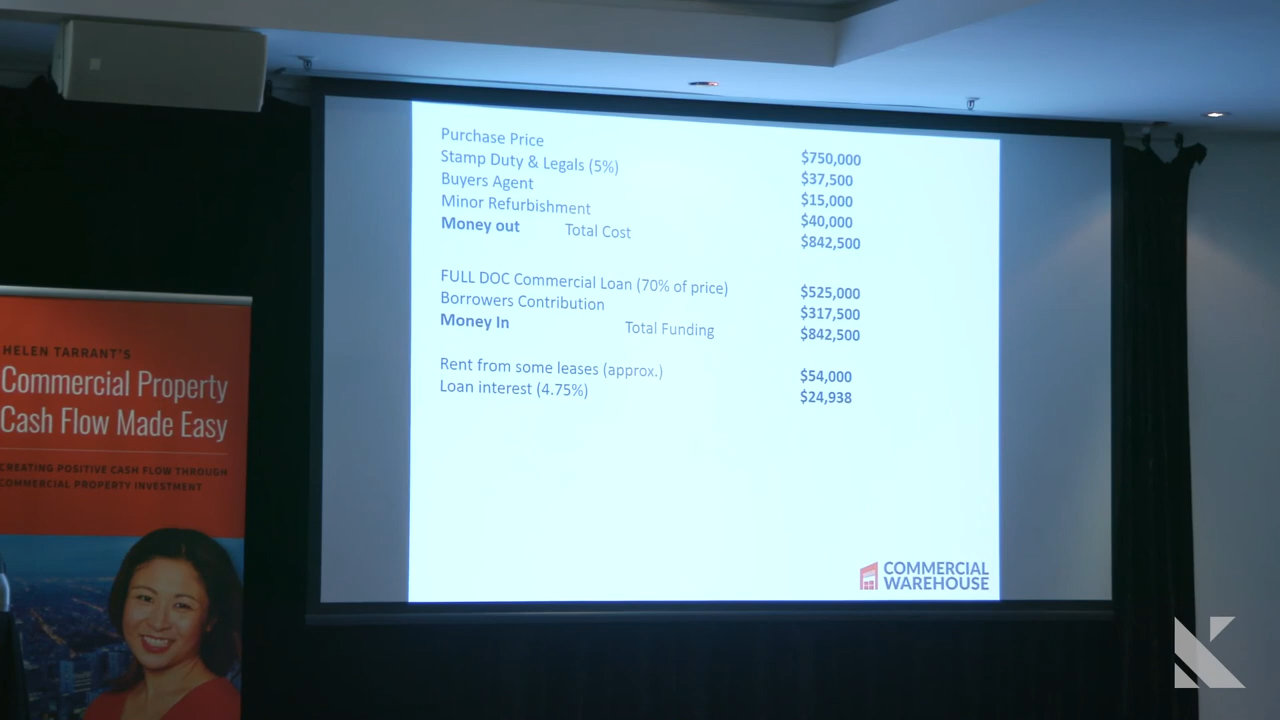 Purchase Price $750,000
Stamp Duty & Legals (5%) $37,500
Buyers Agent $15,000
Minor Refurbishment $40,000
Money out Total Cost $842,500
FULL DOC Commercial Loan (70% of price) $525,000
Borrowers Contribution $317,500
Money In Total Funding $842,500
Rent from some leases (approx.) $54,000
Loan interest (4.75%) $24,938
COMMERCIAL
WAREHOUSE
HELEN TARRANT'S
Commercial Property
Cash Flow Made Easy
CREATING POSITIVE CASH FLOW THROUGH
COMMERCIAL PROPERTY INVESTMENT